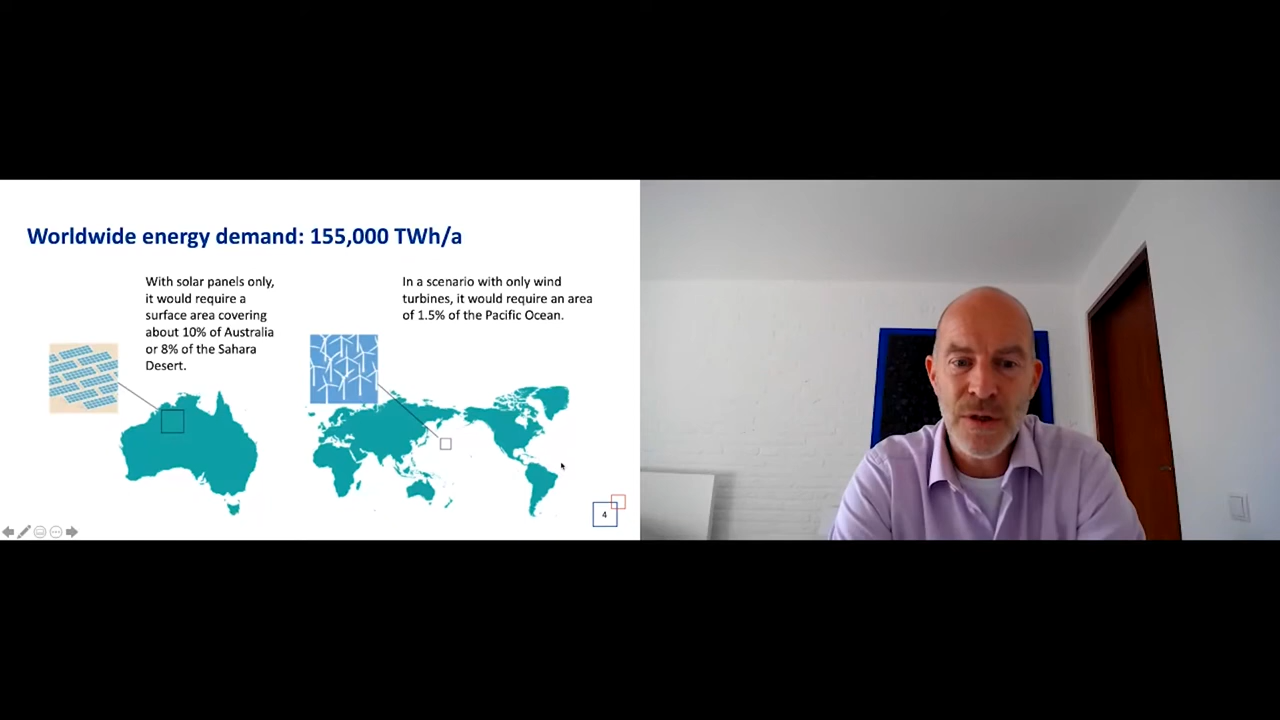 Worldwide energy demand: 155,000 TWh/a
With solar panels only,
it would require a
surface area covering
about 10% of Australia
or 8% of the Sahara
Desert.
In a scenario with only wind
turbines, it would require an area
of 1.5% of the Pacific Ocean.
4